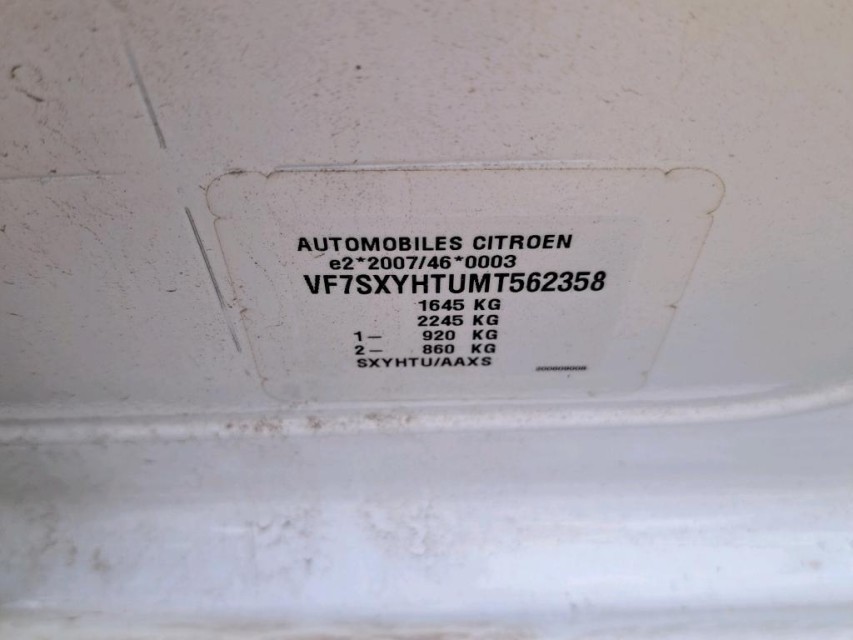 AUTOMOBILES CITROEN
e2*2007/46*0003
VF7SXYHTUMT562358
1645 KG
2245 KG
1– 920 KG
2– 860 KG
SXYHTU/AAXS